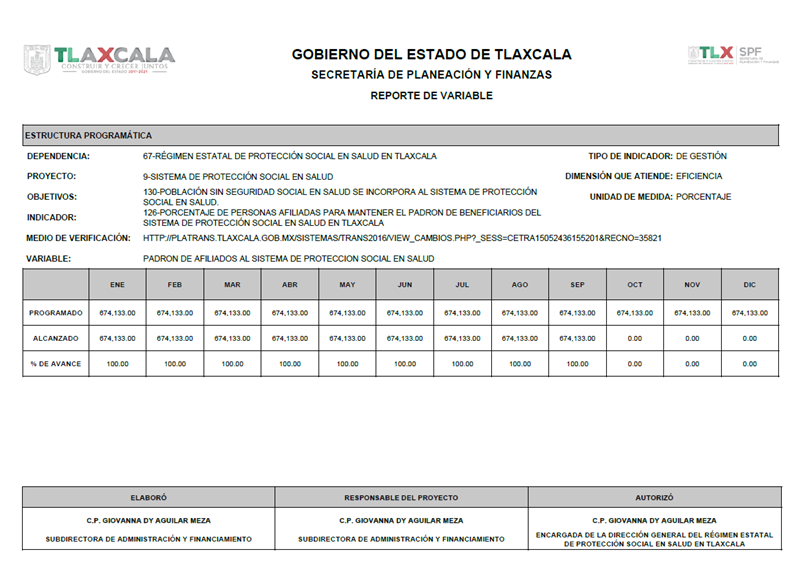 TLAXCALA
CONSTRUIR Y CRECER JUNTOS
GOBIERNO DEL ESTADO 2017-2021
GOBIERNO DEL ESTADO DE TLAXCALA
SECRETARÍA DE PLANEACIÓN Y FINANZAS
REPORTE DE VARIABLE
TLX SPF
ESTRUCTURA PROGRAMÁTICA
DEPENDENCIA: 67-RÉGIMEN ESTATAL DE PROTECCIÓN SOCIAL EN SALUD EN TLAXCALA TIPO DE INDICADOR: DE GESTIÓN
PROYECTO: 9-SISTEMA DE PROTECCIÓN SOCIAL EN SALUD DIMENSIÓN QUE ATIENDE: EFICIENCIA
OBJETIVOS: 130-POBLACIÓN SIN SEGURIDAD SOCIAL EN SALUD SE INCORPORA AL SISTEMA DE PROTECCIÓN
SOCIAL EN SALUD. UNIDAD DE MEDIDA: PORCENTAJE
INDICADOR: 126-PORCENTAJE DE PERSONAS AFILIADAS PARA MANTENER EL PADRON DE BENEFICIARIOS DEL
SISTEMA DE PROTECCIÓN SOCIAL EN SALUD EN TLAXCALA
MEDIO DE VERIFICACIÓN: HTTP://PLATRANS.TLAXCALA.GOB.MX/SISTEMAS/TRANS2016/VIEW_CAMBIOS.PHP?_SESS=CETRA15052436155201&RECNO=35821
VARIABLE: PADRON DE AFILIADOS AL SISTEMA DE PROTECCION SOCIAL EN SALUD
ENE FEB MAR ABR MAY JUN JUL AGO SEP OCT NOV DIC
PROGRAMADO 674,133.00 674,133.00 674,133.00 674,133.00 674,133.00 674,133.00 674,133.00 674,133.00 674,133.00 674,133.00 674,133.00 674,133.00
ALCANZADO 674,133.00 674,133.00 674,133.00 674,133.00 674,133.00 674,133.00 674,133.00 674,133.00 674,133.00 0.00 0.00 0.00
% DE AVANCE 100.00 100.00 100.00 100.00 100.00 100.00 100.00 100.00 100.00 0.00 0.00 0.00
ELABORÓ RESPONSABLE DEL PROYECTO AUTORIZÓ
C.P. GIOVANNA DY AGUILAR MEZA C.P. GIOVANNA DY AGUILAR MEZA C.P. GIOVANNA DY AGUILAR MEZA
SUBDIRECTORA DE ADMINISTRACIÓN Y FINANCIAMIENTO SUBDIRECTORA DE ADMINISTRACIÓN Y FINANCIAMIENTO ENCARGADA DE LA DIRECCIÓN GENERAL DEL RÉGIMEN ESTATAL
DE PROTECCIÓN SOCIAL EN SALUD EN TLAXCALA